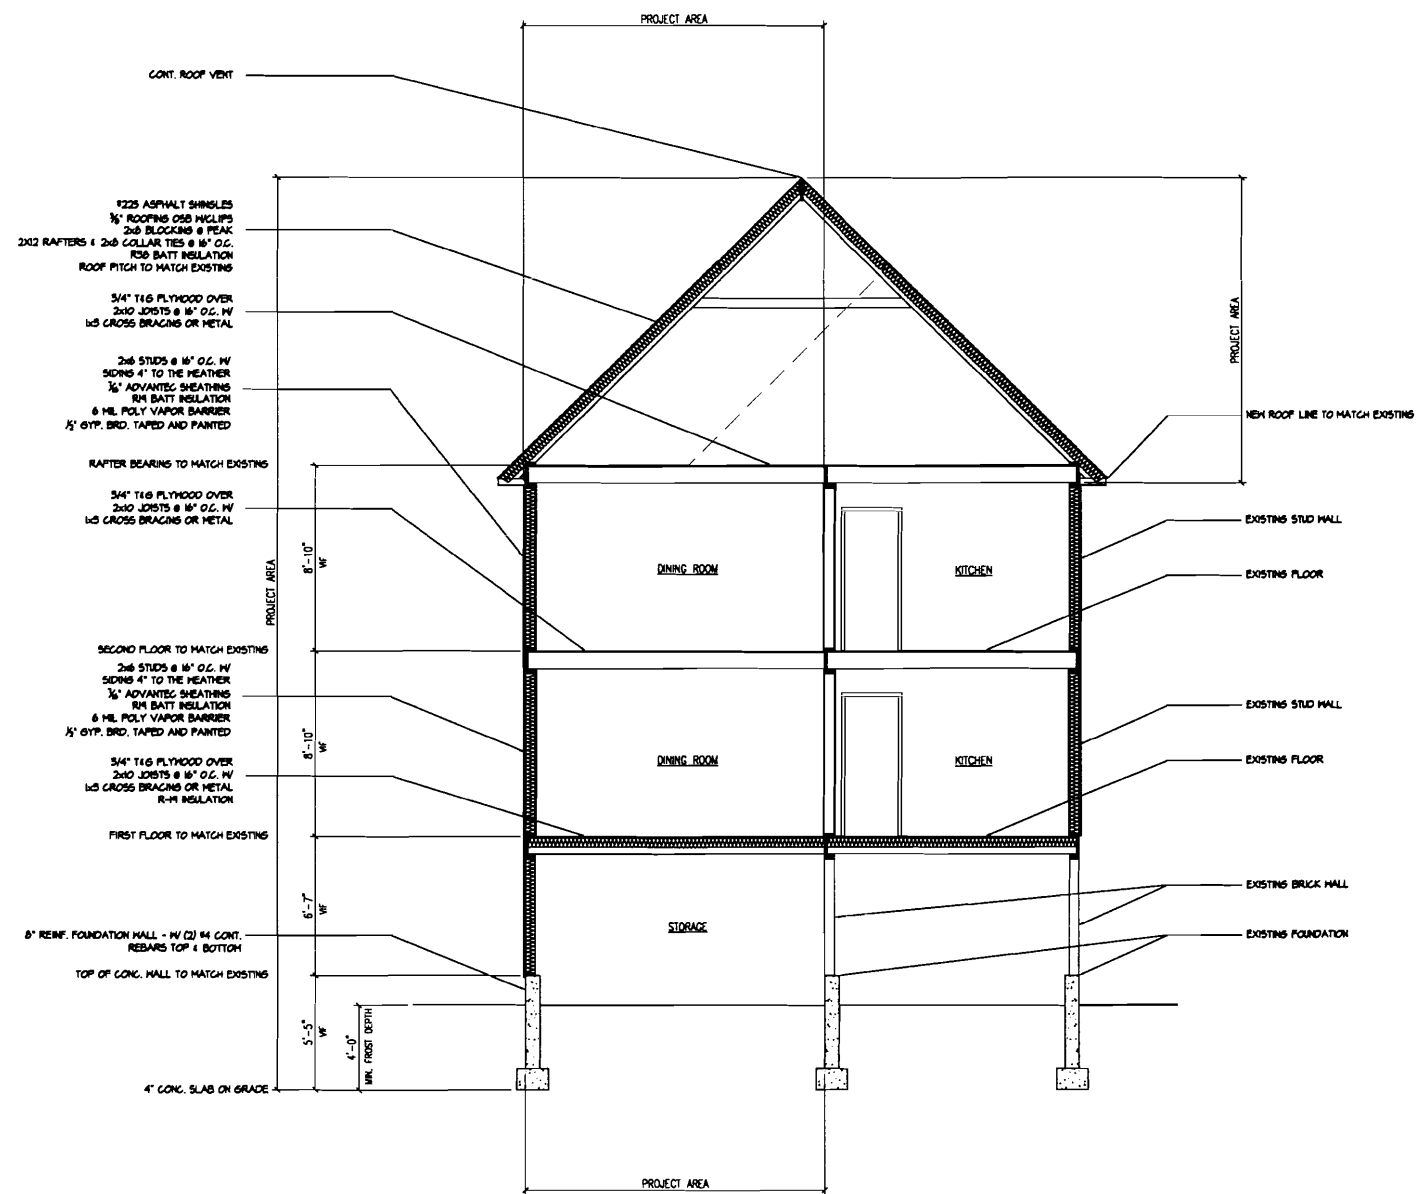 PROJECT AREA
CONT. ROOF VENT
#225 ASPHALT SHINGLES
5/8" ROOFING OSB W/CLIPS
2x8 BLOCKING @ PEAK
2X12 RAFTERS & 2x8 COLLAR TIES @ 16" O.C.
R38 BATT INSULATION
ROOF PITCH TO MATCH EXISTING
3/4" T&G PLYWOOD OVER
2x10 JOISTS @ 16" O.C. W/
1x3 CROSS BRACING OR METAL
2x6 STUDS @ 16" O.C. W/
SIDING 4" TO THE WEATHER
7/16" ADVANTEC SHEATHING
R19 BATT INSULATION
6 MIL POLY VAPOR BARRIER
1/2" GYP. BRD. TAPED AND PAINTED
PROJECT AREA
NEW ROOF LINE TO MATCH EXISTING
RAFTER BEARING TO MATCH EXISTING
3/4" T&G PLYWOOD OVER
2x10 JOISTS @ 16" O.C. W/
1x3 CROSS BRACING OR METAL
EXISTING STUD WALL
8'-10"
VIF
DINING ROOM
KITCHEN
EXISTING FLOOR
PROJECT AREA
SECOND FLOOR TO MATCH EXISTING
2x6 STUDS @ 16" O.C. W/
SIDING 4" TO THE WEATHER
7/16" ADVANTEC SHEATHING
R19 BATT INSULATION
6 MIL POLY VAPOR BARRIER
1/2" GYP. BRD. TAPED AND PAINTED
EXISTING STUD WALL
8'-10"
VIF
DINING ROOM
KITCHEN
EXISTING FLOOR
3/4" T&G PLYWOOD OVER
2x10 JOISTS @ 16" O.C. W/
1x3 CROSS BRACING OR METAL
R-19 INSULATION
FIRST FLOOR TO MATCH EXISTING
EXISTING BRICK WALL
6'-7"
VIF
STORAGE
8" REINF. FOUNDATION WALL - W/ (2) #4 CONT.
REBARS TOP & BOTTOM
EXISTING FOUNDATION
TOP OF CONC. WALL TO MATCH EXISTING
5'-5"
VIF
4'-0"
MIN. FROST DEPTH
4" CONC. SLAB ON GRADE
PROJECT AREA